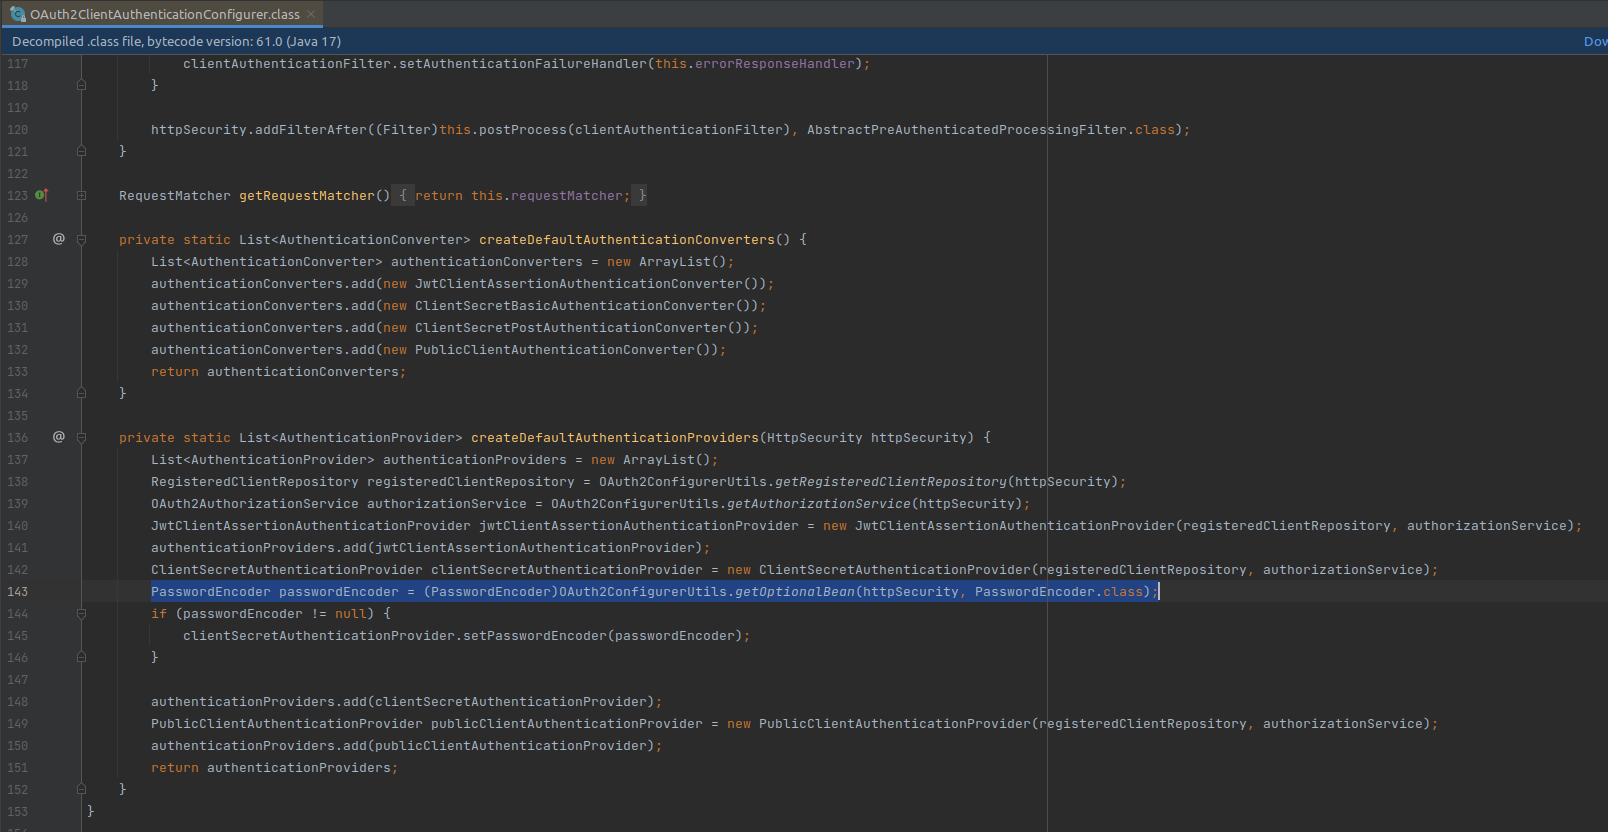 OAuth2ClientAuthenticationConfigurer.class ×
Decompiled .class file, bytecode version: 61.0 (Java 17) Dow
117 clientAuthenticationFilter.setAuthenticationFailureHandler(this.errorResponseHandler);
118 }
119
120 httpSecurity.addFilterAfter((Filter)this.postProcess(clientAuthenticationFilter), AbstractPreAuthenticatedProcessingFilter.class);
121 }
122
123 RequestMatcher getRequestMatcher() { return this.requestMatcher; }
126
127 @ private static List<AuthenticationConverter> createDefaultAuthenticationConverters() {
128 List<AuthenticationConverter> authenticationConverters = new ArrayList();
129 authenticationConverters.add(new JwtClientAssertionAuthenticationConverter());
130 authenticationConverters.add(new ClientSecretBasicAuthenticationConverter());
131 authenticationConverters.add(new ClientSecretPostAuthenticationConverter());
132 authenticationConverters.add(new PublicClientAuthenticationConverter());
133 return authenticationConverters;
134 }
135
136 @ private static List<AuthenticationProvider> createDefaultAuthenticationProviders(HttpSecurity httpSecurity) {
137 List<AuthenticationProvider> authenticationProviders = new ArrayList();
138 RegisteredClientRepository registeredClientRepository = OAuth2ConfigurerUtils.getRegisteredClientRepository(httpSecurity);
139 OAuth2AuthorizationService authorizationService = OAuth2ConfigurerUtils.getAuthorizationService(httpSecurity);
140 JwtClientAssertionAuthenticationProvider jwtClientAssertionAuthenticationProvider = new JwtClientAssertionAuthenticationProvider(registeredClientRepository, authorizationService);
141 authenticationProviders.add(jwtClientAssertionAuthenticationProvider);
142 ClientSecretAuthenticationProvider clientSecretAuthenticationProvider = new ClientSecretAuthenticationProvider(registeredClientRepository, authorizationService);
143 PasswordEncoder passwordEncoder = (PasswordEncoder)OAuth2ConfigurerUtils.getOptionalBean(httpSecurity, PasswordEncoder.class);
144 if (passwordEncoder != null) {
145 clientSecretAuthenticationProvider.setPasswordEncoder(passwordEncoder);
146 }
147
148 authenticationProviders.add(clientSecretAuthenticationProvider);
149 PublicClientAuthenticationProvider publicClientAuthenticationProvider = new PublicClientAuthenticationProvider(registeredClientRepository, authorizationService);
150 authenticationProviders.add(publicClientAuthenticationProvider);
151 return authenticationProviders;
152 }
153 }